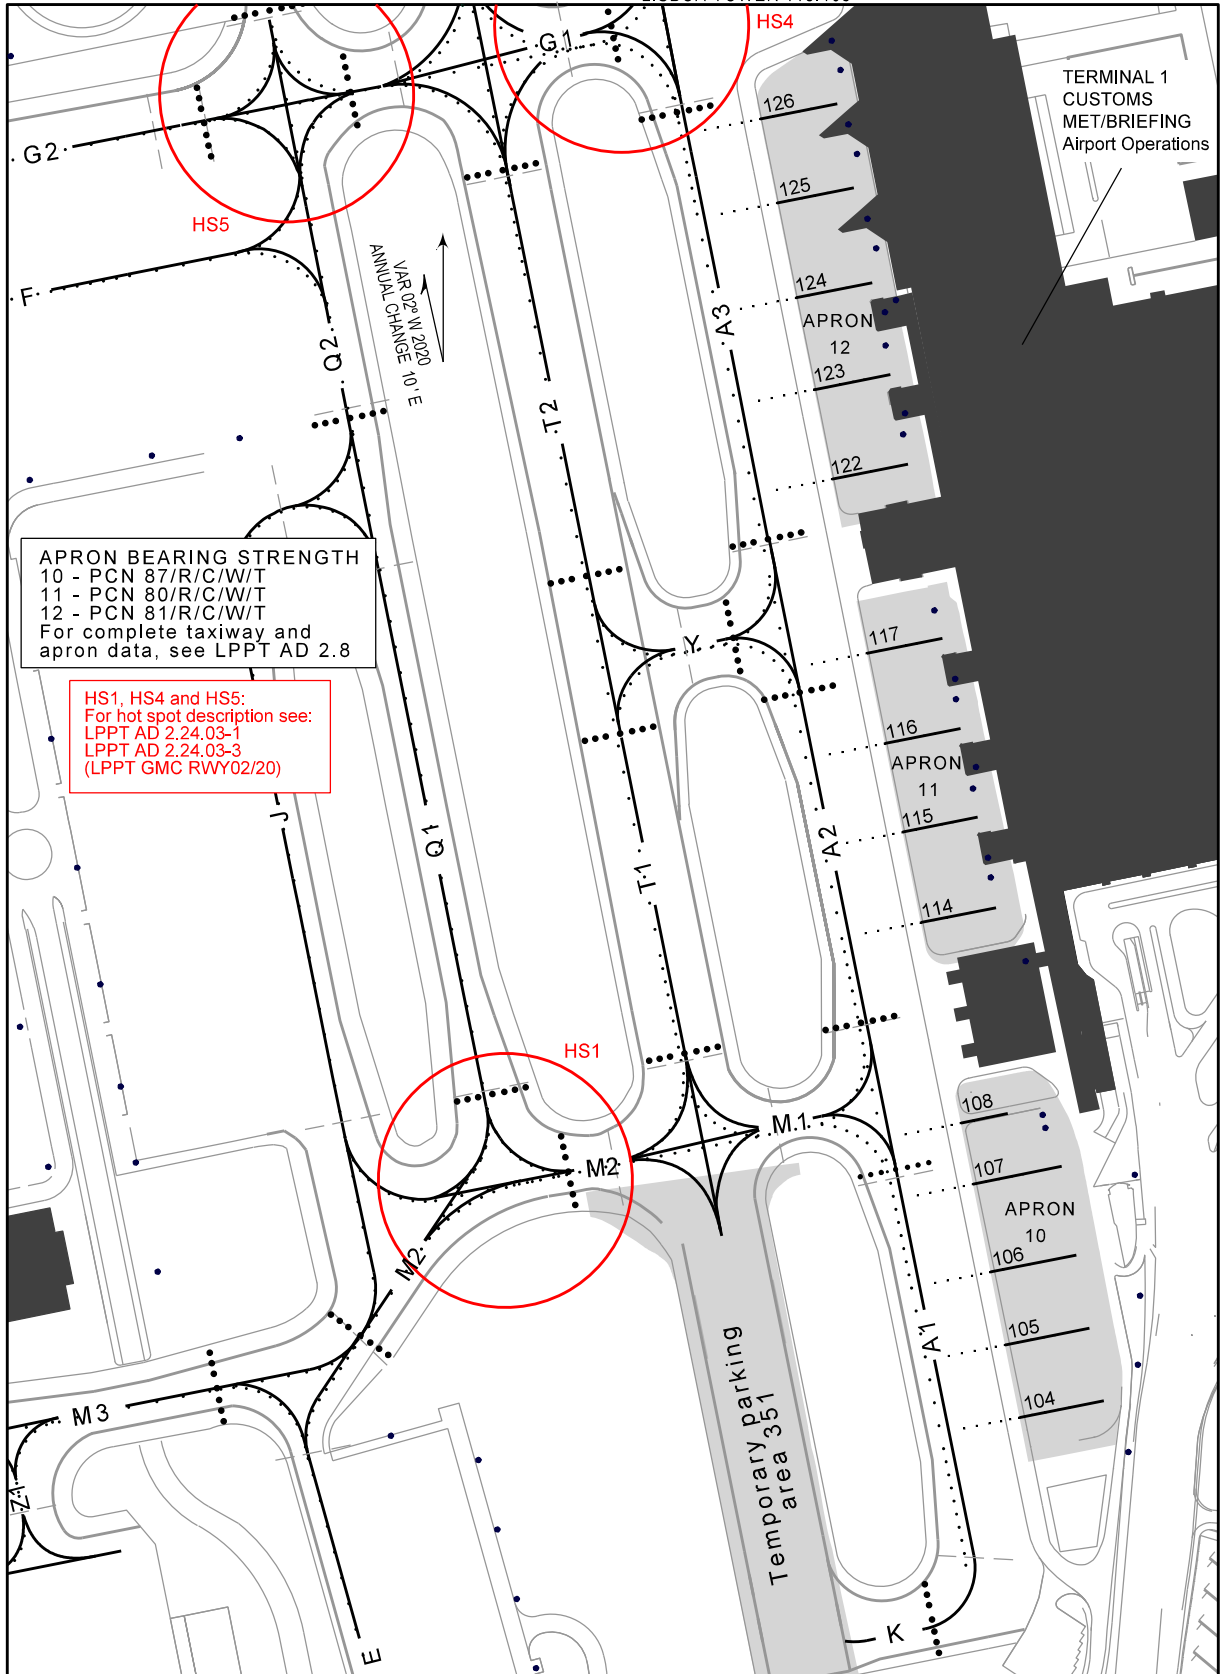 HS4
G1
TERMINAL 1
CUSTOMS
MET/BRIEFING
Airport Operations
126
G2
125
HS5
VAR 02° W 2020
ANNUAL CHANGE 10' E
F
124
A3
APRON
12
Q2
123
T2
122
APRON BEARING STRENGTH
10 - PCN 87/R/C/W/T
11 - PCN 80/R/C/W/T
12 - PCN 81/R/C/W/T
For complete taxiway and
apron data, see LPPT AD 2.8
117
Y
HS1, HS4 and HS5:
For hot spot description see:
LPPT AD 2.24.03-1
LPPT AD 2.24.03-3
(LPPT GMC RWY02/20)
116
APRON
11
J
115
Q1
A2
T1
114
HS1
108
M1
M2
107
APRON
10
M2
106
105
A1
Temporary parking
area 351
104
M3
Z1
K
E